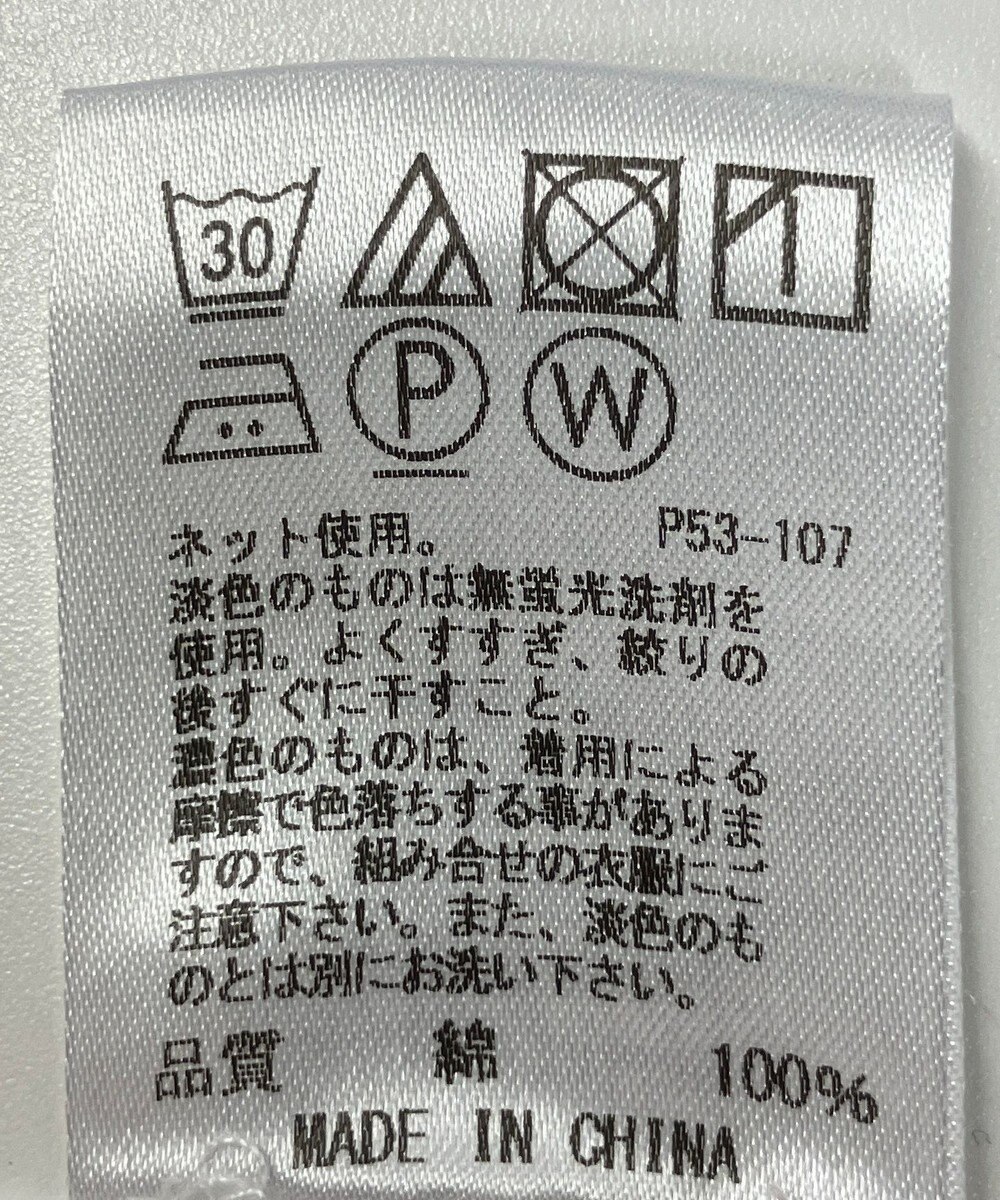 30
P W
ネット使用。 P53-107
淡色のものは無蛍光洗剤を
使用。よくすすぎ、絞りの
後すぐに干すこと。
濃色のものは、着用による
摩擦で色落ちする事がありま
すので、組み合せの衣服にご
注意下さい。また、淡色のも
のとは別にお洗い下さい。
品質 綿 100%
MADE IN CHINA